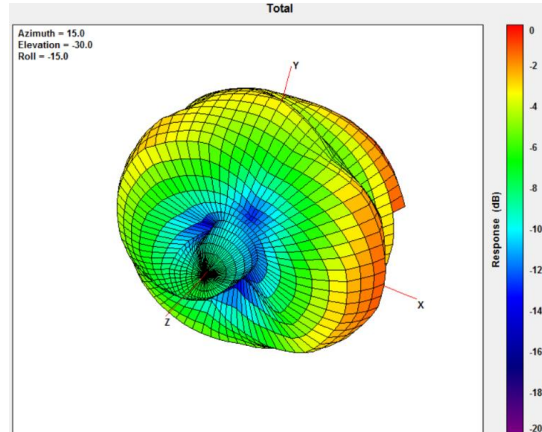 Total
Azimuth = 15.0
Elevation = -30.0
Roll = -15.0
Y
X
Z
0
-2
-4
-6
-8
-10
-12
-14
-16
-18
-20
Response (dB)